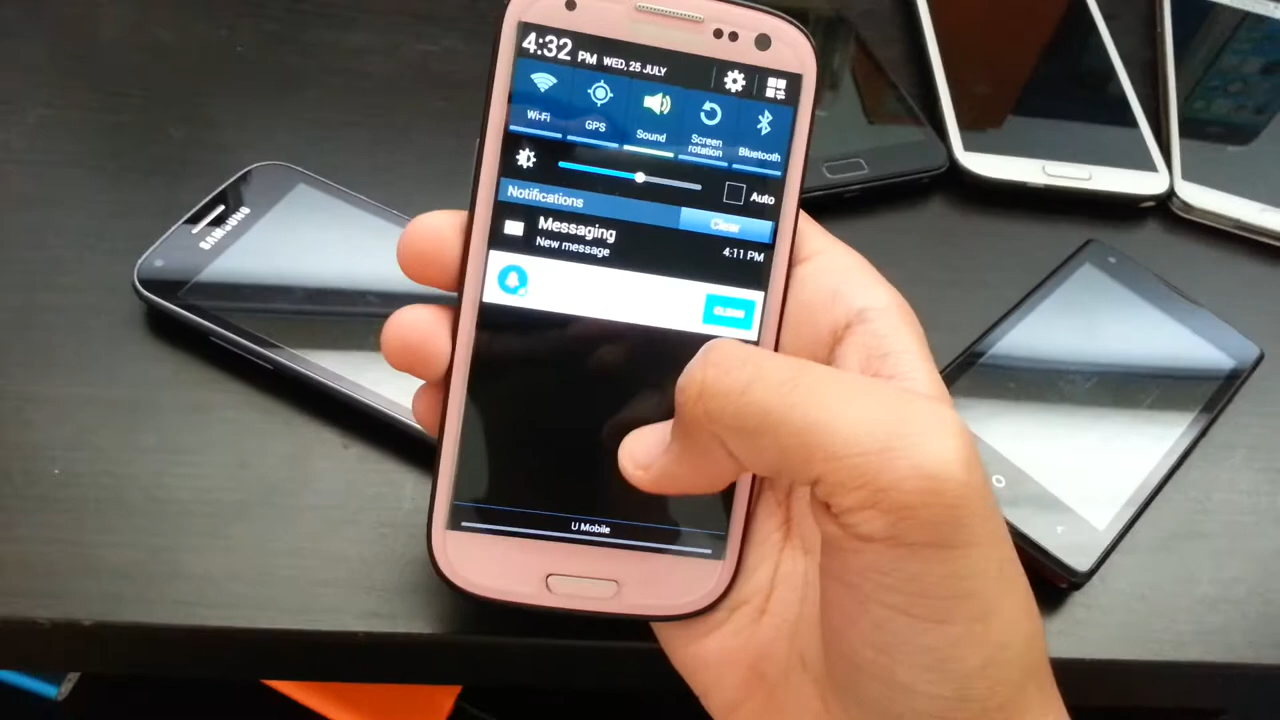 4:32 PM WED, 25 JULY
Wi-Fi
GPS
Sound
Screen
rotation
Bluetooth
Auto
Notifications
Clear
Messaging
New message
4:11 PM
U Mobile
SAMSUNG